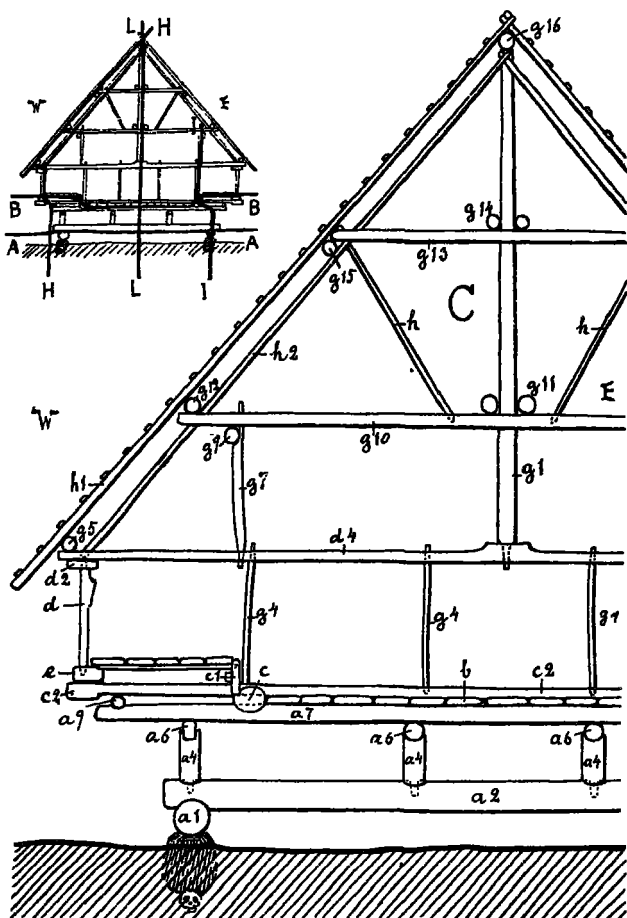 L H
g16
W E
B B
A A
H L I
g14
g13
g15
C
h2 h h
g12 g11 E
"W"
g10
g9
h1 g7 g1
g5
d4
d2
d
g4 g4 g1
e c1 c
c2 b c2
a9 a7
a6 a6 a6
a4 a4 a4
a2
a1